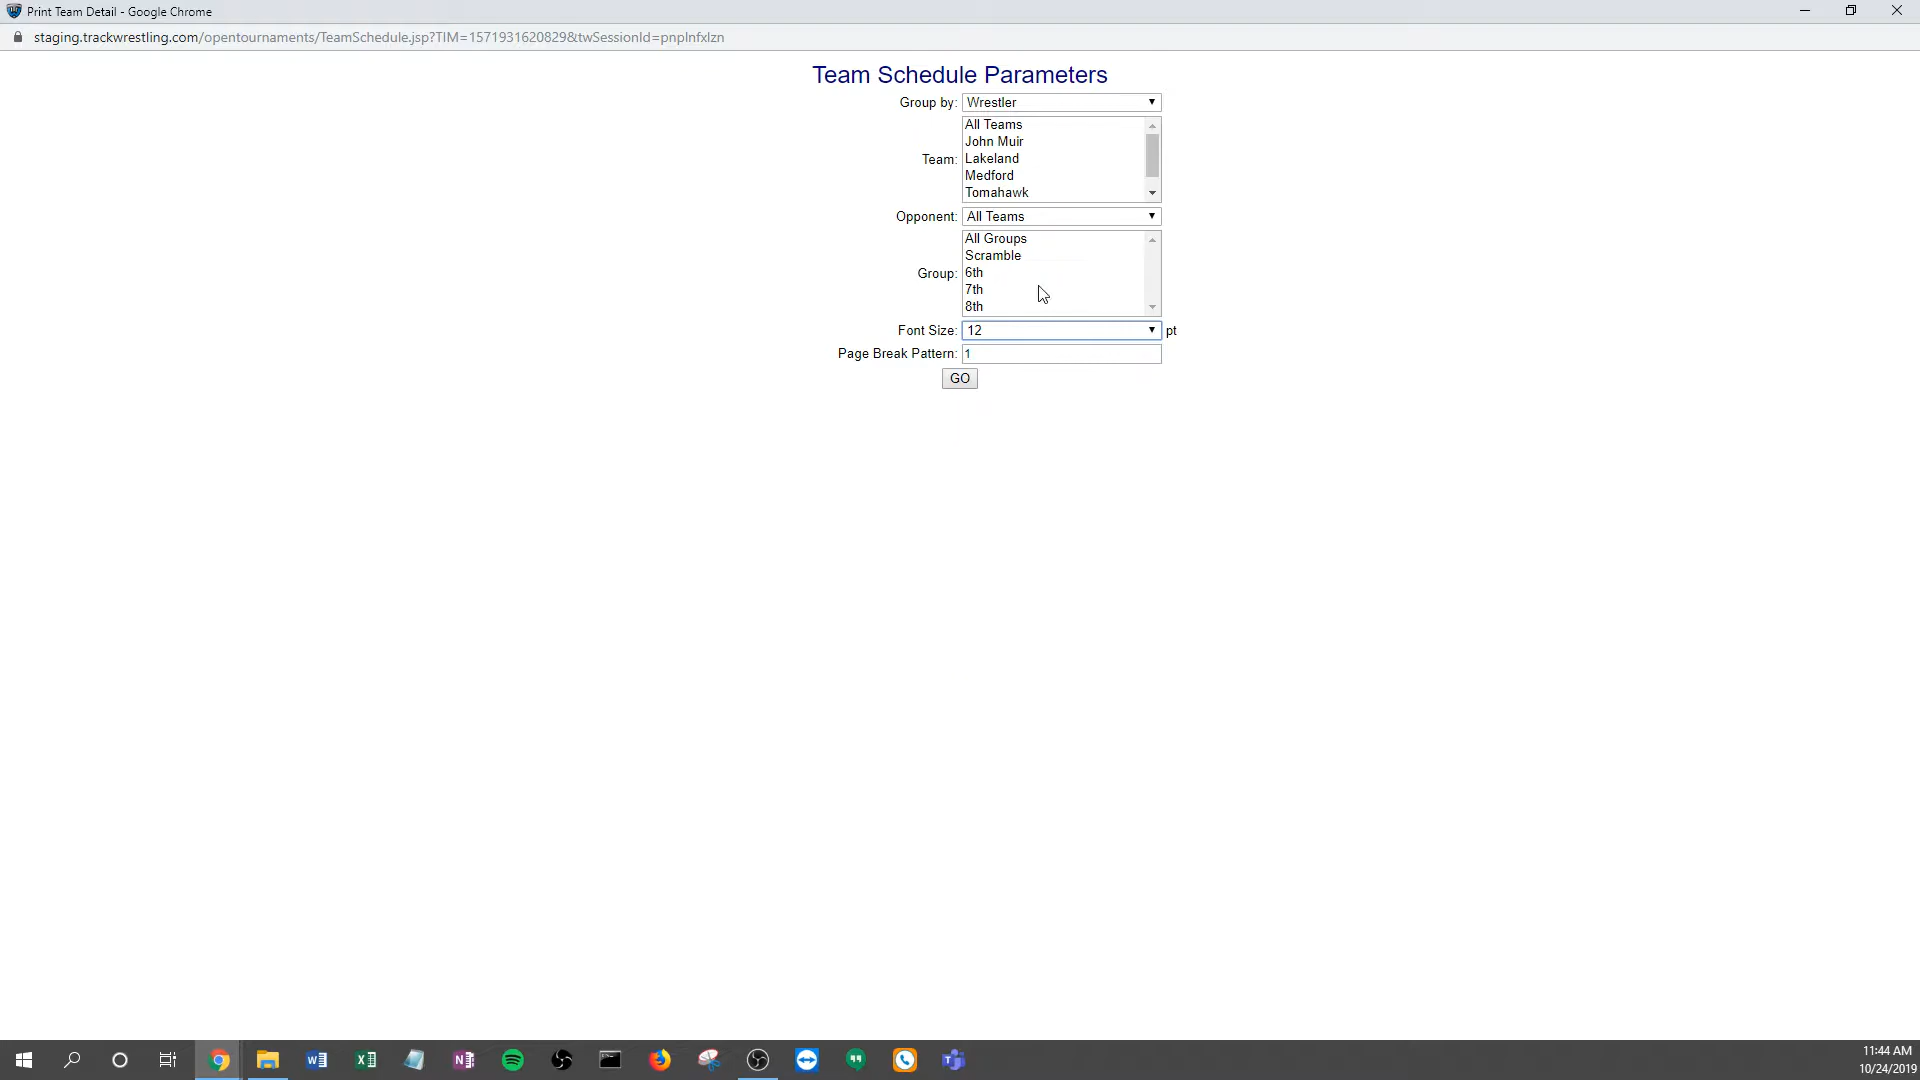 Print Team Detail - Google Chrome
staging.trackwrestling.com/opentournaments/TeamSchedule.jsp?TIM=1571931620829&twSessionId=pnplnfxlzn
Team Schedule Parameters
Group by: Wrestler
Team:
All Teams
John Muir
Lakeland
Medford
Tomahawk
Opponent: All Teams
Group:
All Groups
Scramble
6th
7th
8th
Font Size: 12 pt
Page Break Pattern: 1
GO
11:44 AM
10/24/2019